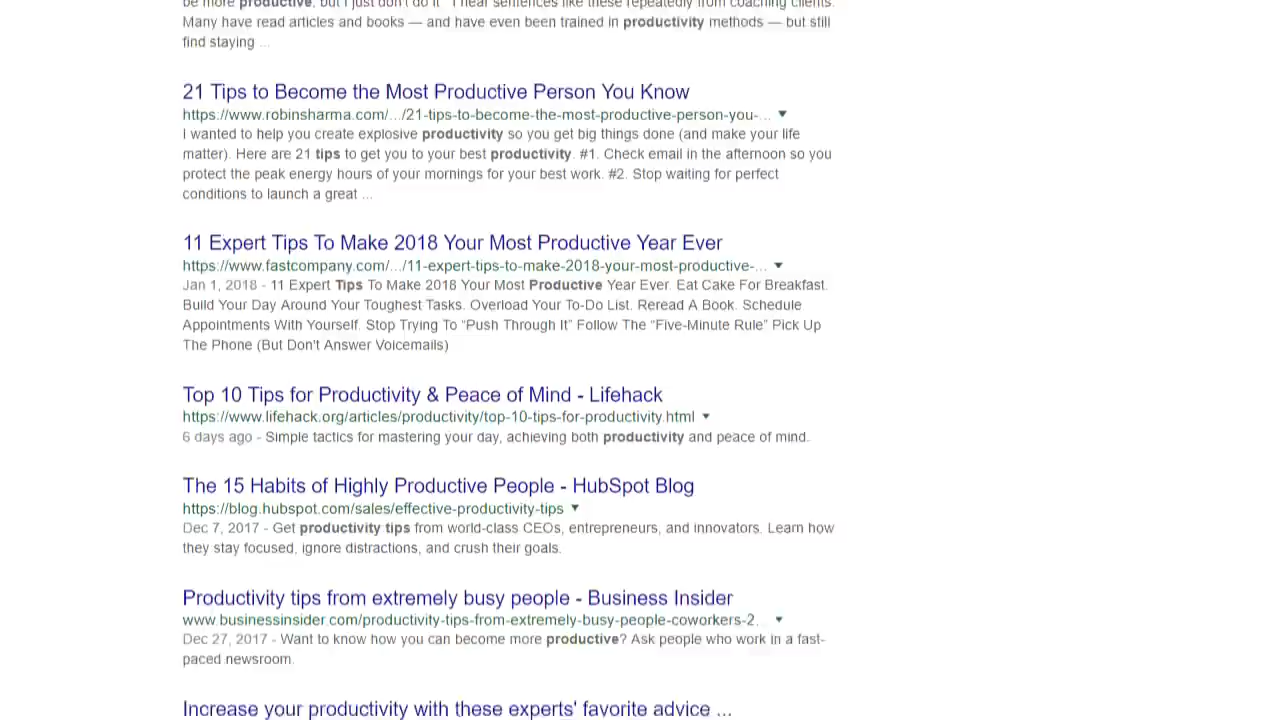 be more productive, but I just don't do it" I hear sentences like these repeatedly from coaching clients.
Many have read articles and books — and have even been trained in productivity methods — but still
find staying ...
21 Tips to Become the Most Productive Person You Know
https://www.robinsharma.com/.../21-tips-to-become-the-most-productive-person-you-... ▼
I wanted to help you create explosive productivity so you get big things done (and make your life
matter). Here are 21 tips to get you to your best productivity. #1. Check email in the afternoon so you
protect the peak energy hours of your mornings for your best work. #2. Stop waiting for perfect
conditions to launch a great ...
11 Expert Tips To Make 2018 Your Most Productive Year Ever
https://www.fastcompany.com/.../11-expert-tips-to-make-2018-your-most-productive-... ▼
Jan 1, 2018 - 11 Expert Tips To Make 2018 Your Most Productive Year Ever. Eat Cake For Breakfast.
Build Your Day Around Your Toughest Tasks. Overload Your To-Do List. Reread A Book. Schedule
Appointments With Yourself. Stop Trying To “Push Through It” Follow The “Five-Minute Rule” Pick Up
The Phone (But Don't Answer Voicemails)
Top 10 Tips for Productivity & Peace of Mind - Lifehack
https://www.lifehack.org/articles/productivity/top-10-tips-for-productivity.html ▼
6 days ago - Simple tactics for mastering your day, achieving both productivity and peace of mind.
The 15 Habits of Highly Productive People - HubSpot Blog
https://blog.hubspot.com/sales/effective-productivity-tips ▼
Dec 7, 2017 - Get productivity tips from world-class CEOs, entrepreneurs, and innovators. Learn how
they stay focused, ignore distractions, and crush their goals.
Productivity tips from extremely busy people - Business Insider
www.businessinsider.com/productivity-tips-from-extremely-busy-people-coworkers-2... ▼
Dec 27, 2017 - Want to know how you can become more productive? Ask people who work in a fast-
paced newsroom.
Increase your productivity with these experts' favorite advice ...